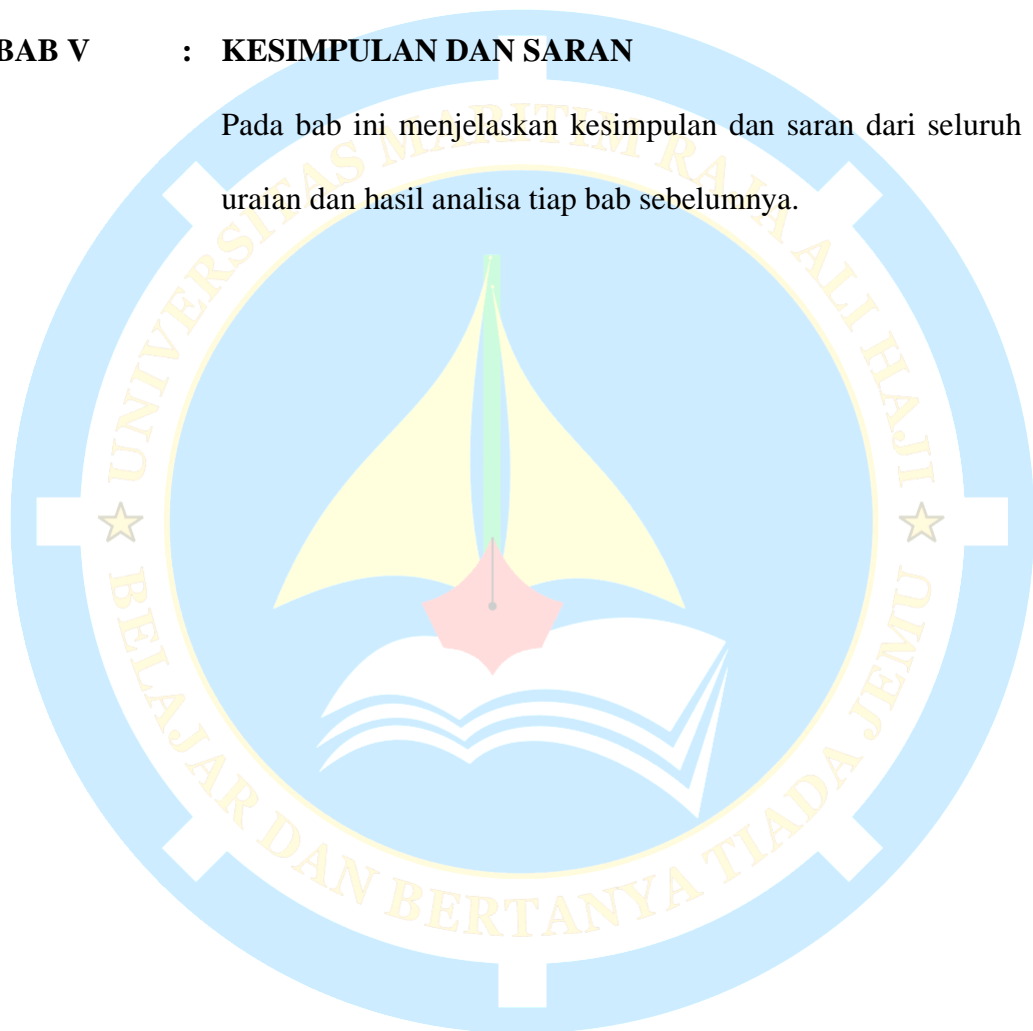 BAB V : KESIMPULAN DAN SARAN
Pada bab ini menjelaskan kesimpulan dan saran dari seluruh
uraian dan hasil analisa tiap bab sebelumnya.
UNIVERSITAS MARITIM RAJA ALI HAJI
BELAJAR DAN BERTANYA TIADA JEMU